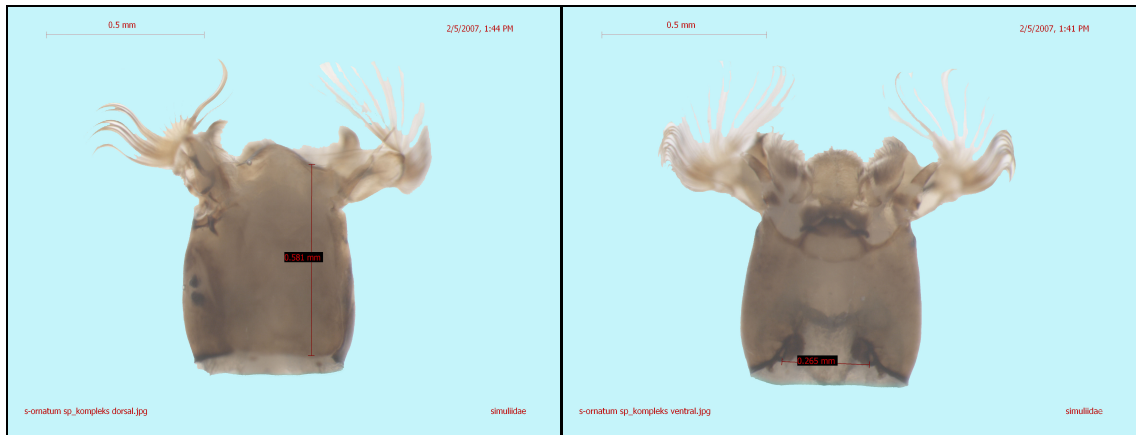 0.5 mm
2/5/2007, 1:44 PM
0.581 mm
s-ornatum sp_kompleks dorsal.jpg
simuliidae
0.5 mm
2/5/2007, 1:41 PM
0.265 mm
s-ornatum sp_kompleks ventral.jpg
simuliidae